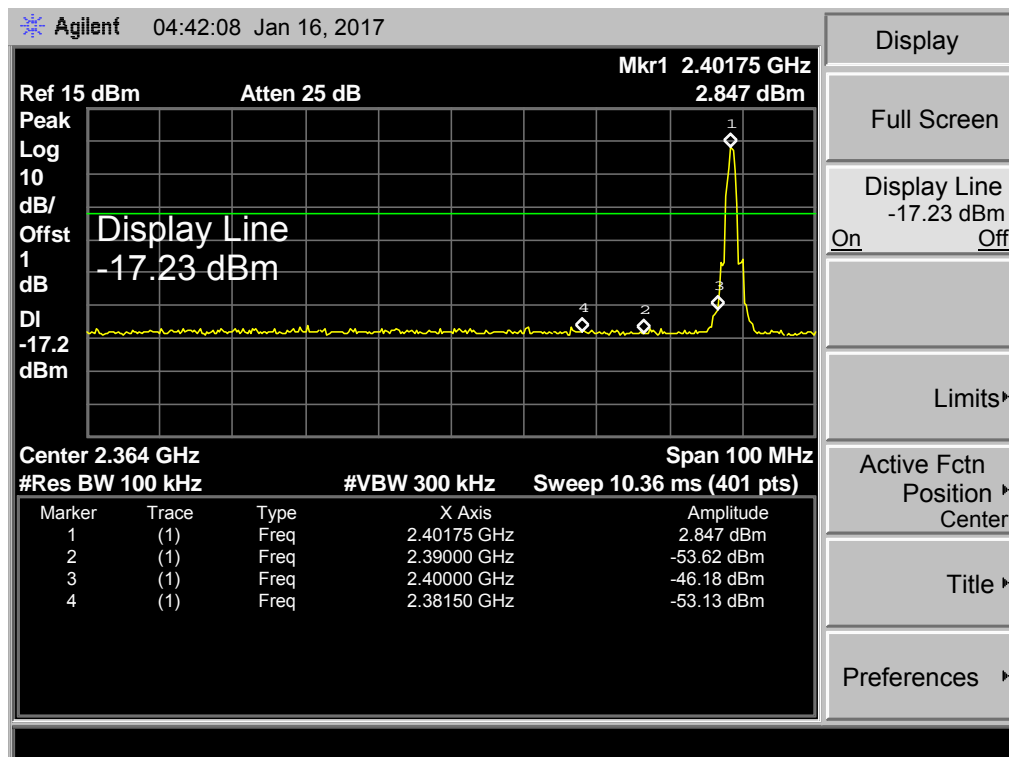 Agilent 04:42:08 Jan 16, 2017
Mkr1 2.40175 GHz
Ref 15 dBm Atten 25 dB 2.847 dBm
Peak
Log
10
dB/
Offst
1
dB
DI
-17.2
dBm
1
Display Line
-17.23 dBm
3
4
2
Center 2.364 GHz Span 100 MHz
#Res BW 100 kHz #VBW 300 kHz Sweep 10.36 ms (401 pts)
Marker Trace Type X Axis Amplitude
1 (1) Freq 2.40175 GHz 2.847 dBm
2 (1) Freq 2.39000 GHz -53.62 dBm
3 (1) Freq 2.40000 GHz -46.18 dBm
4 (1) Freq 2.38150 GHz -53.13 dBm
Display
Full Screen
Display Line
-17.23 dBm
On Off
Limits
Active Fctn
Position
Center
Title
Preferences